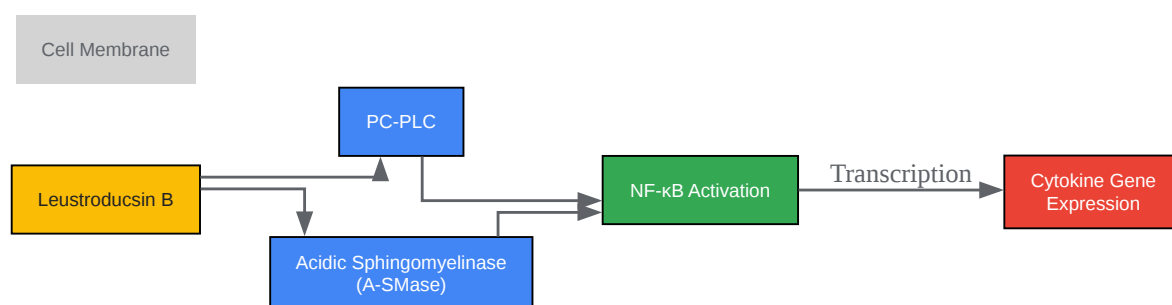 Cell Membrane
PC-PLC
Leustroducsin B
Acidic Sphingomyelinase
(A-SMase)
NF-κB Activation
Transcription
Cytokine Gene
Expression